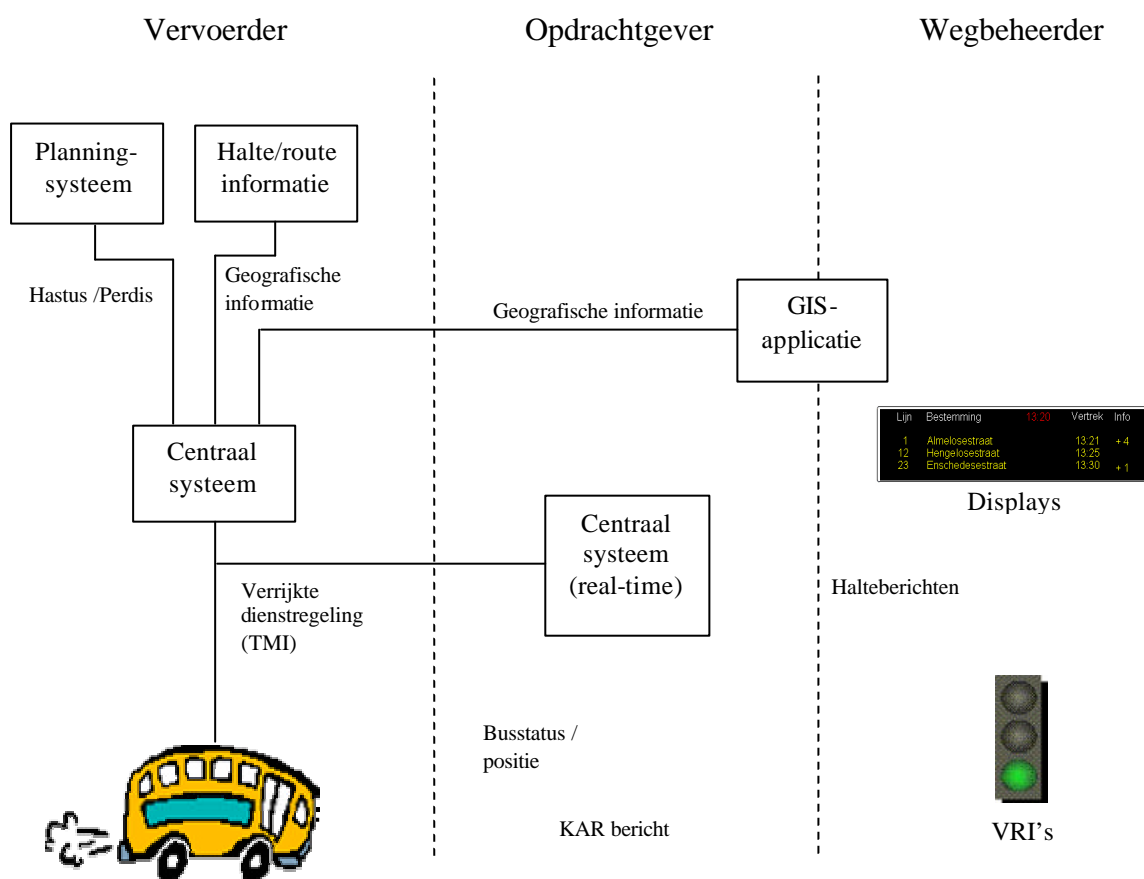 Vervoerder
Opdrachtgever
Wegbeheerder
Planning-
systeem
Halte/route
informatie
Hastus /Perdis
Geografische
informatie
Geografische informatie
GIS-
applicatie
Lijn Bestemming 13:20 Vertrek Info
1 Almelosestraat 13:21 + 4
12 Hengelosestraat 13:25
23 Enschedesestraat 13:30 + 1
Displays
Centraal
systeem
Centraal
systeem
(real-time)
Verrijkte
dienstregeling
(TMI)
Halteberichten
Busstatus /
positie
KAR bericht
VRI's